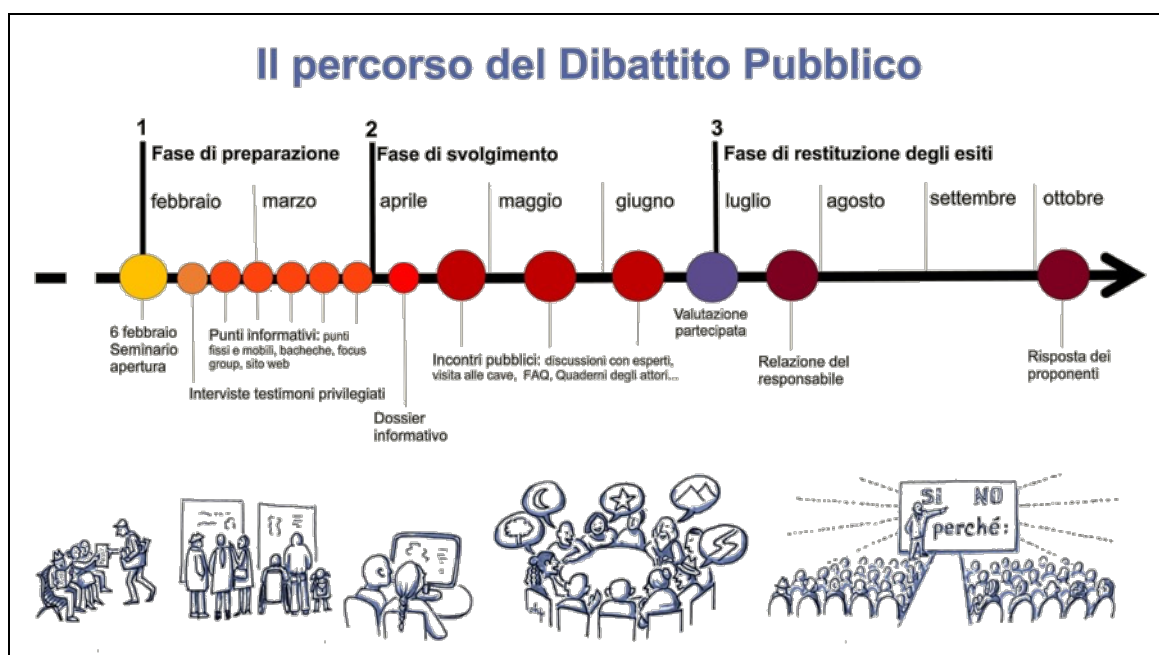 Il percorso del Dibattito Pubblico
1
Fase di preparazione
2
Fase di svolgimento
3
Fase di restituzione degli esiti
febbraio
marzo
aprile
maggio
giugno
luglio
agosto
settembre
ottobre
6 febbraio
Seminario
apertura
Punti informativi: punti
fissi e mobili, bacheche, focus
group, sito web
Interviste testimoni privilegiati
Dossier
informativo
Incontri pubblici: discussioni con esperti,
visita alle cave, FAQ, Quaderni degli attori...
Valutazione
partecipata
Relazione del
responsabile
Risposta dei
proponenti
SI NO
perché: